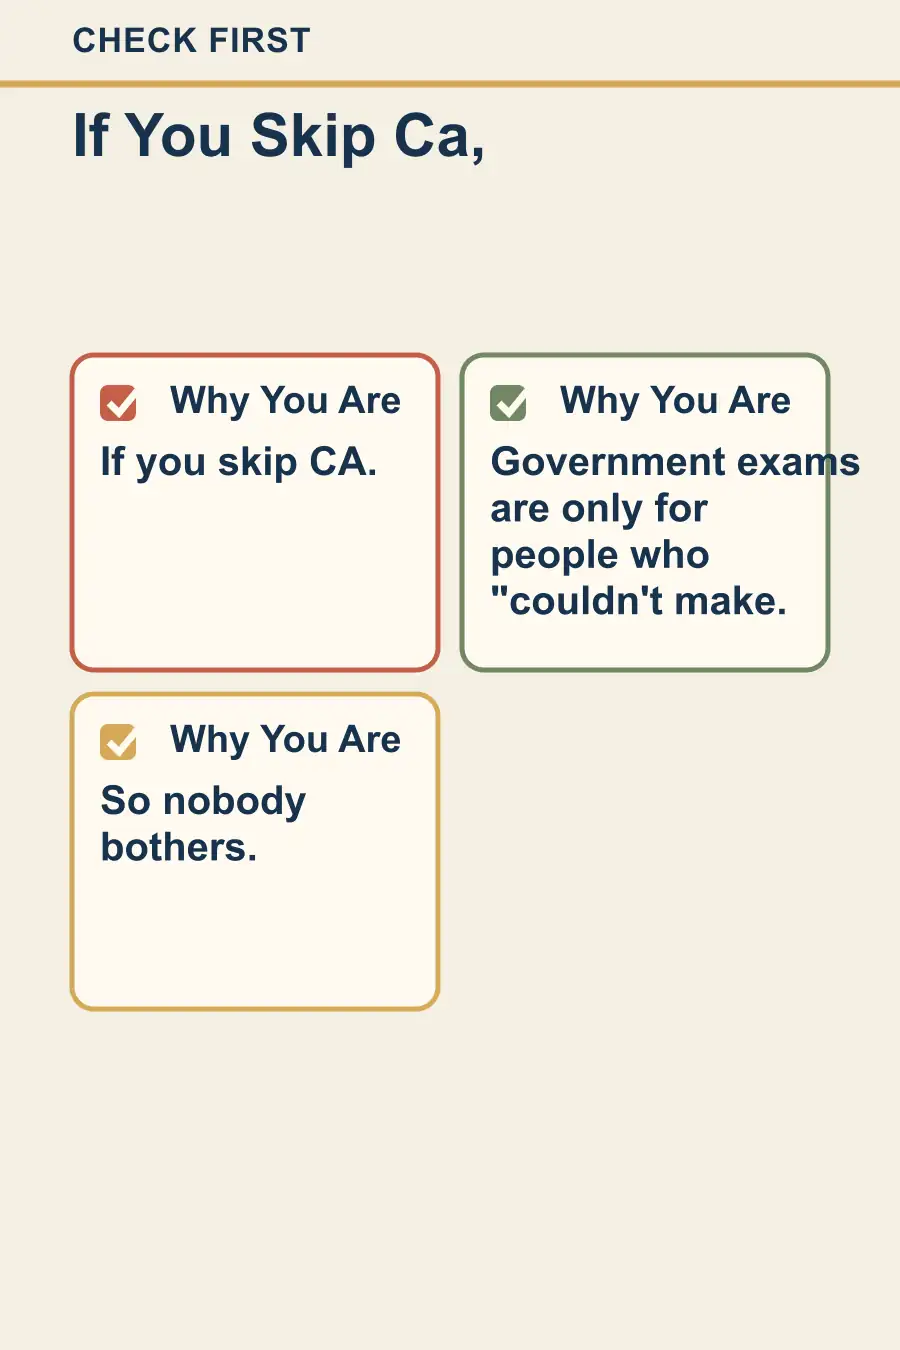 CHECK FIRST
If You Skip Ca,
Why You Are
If you skip CA.
Why You Are
Government exams
are only for
people who
"couldn't make.
Why You Are
So nobody
bothers.